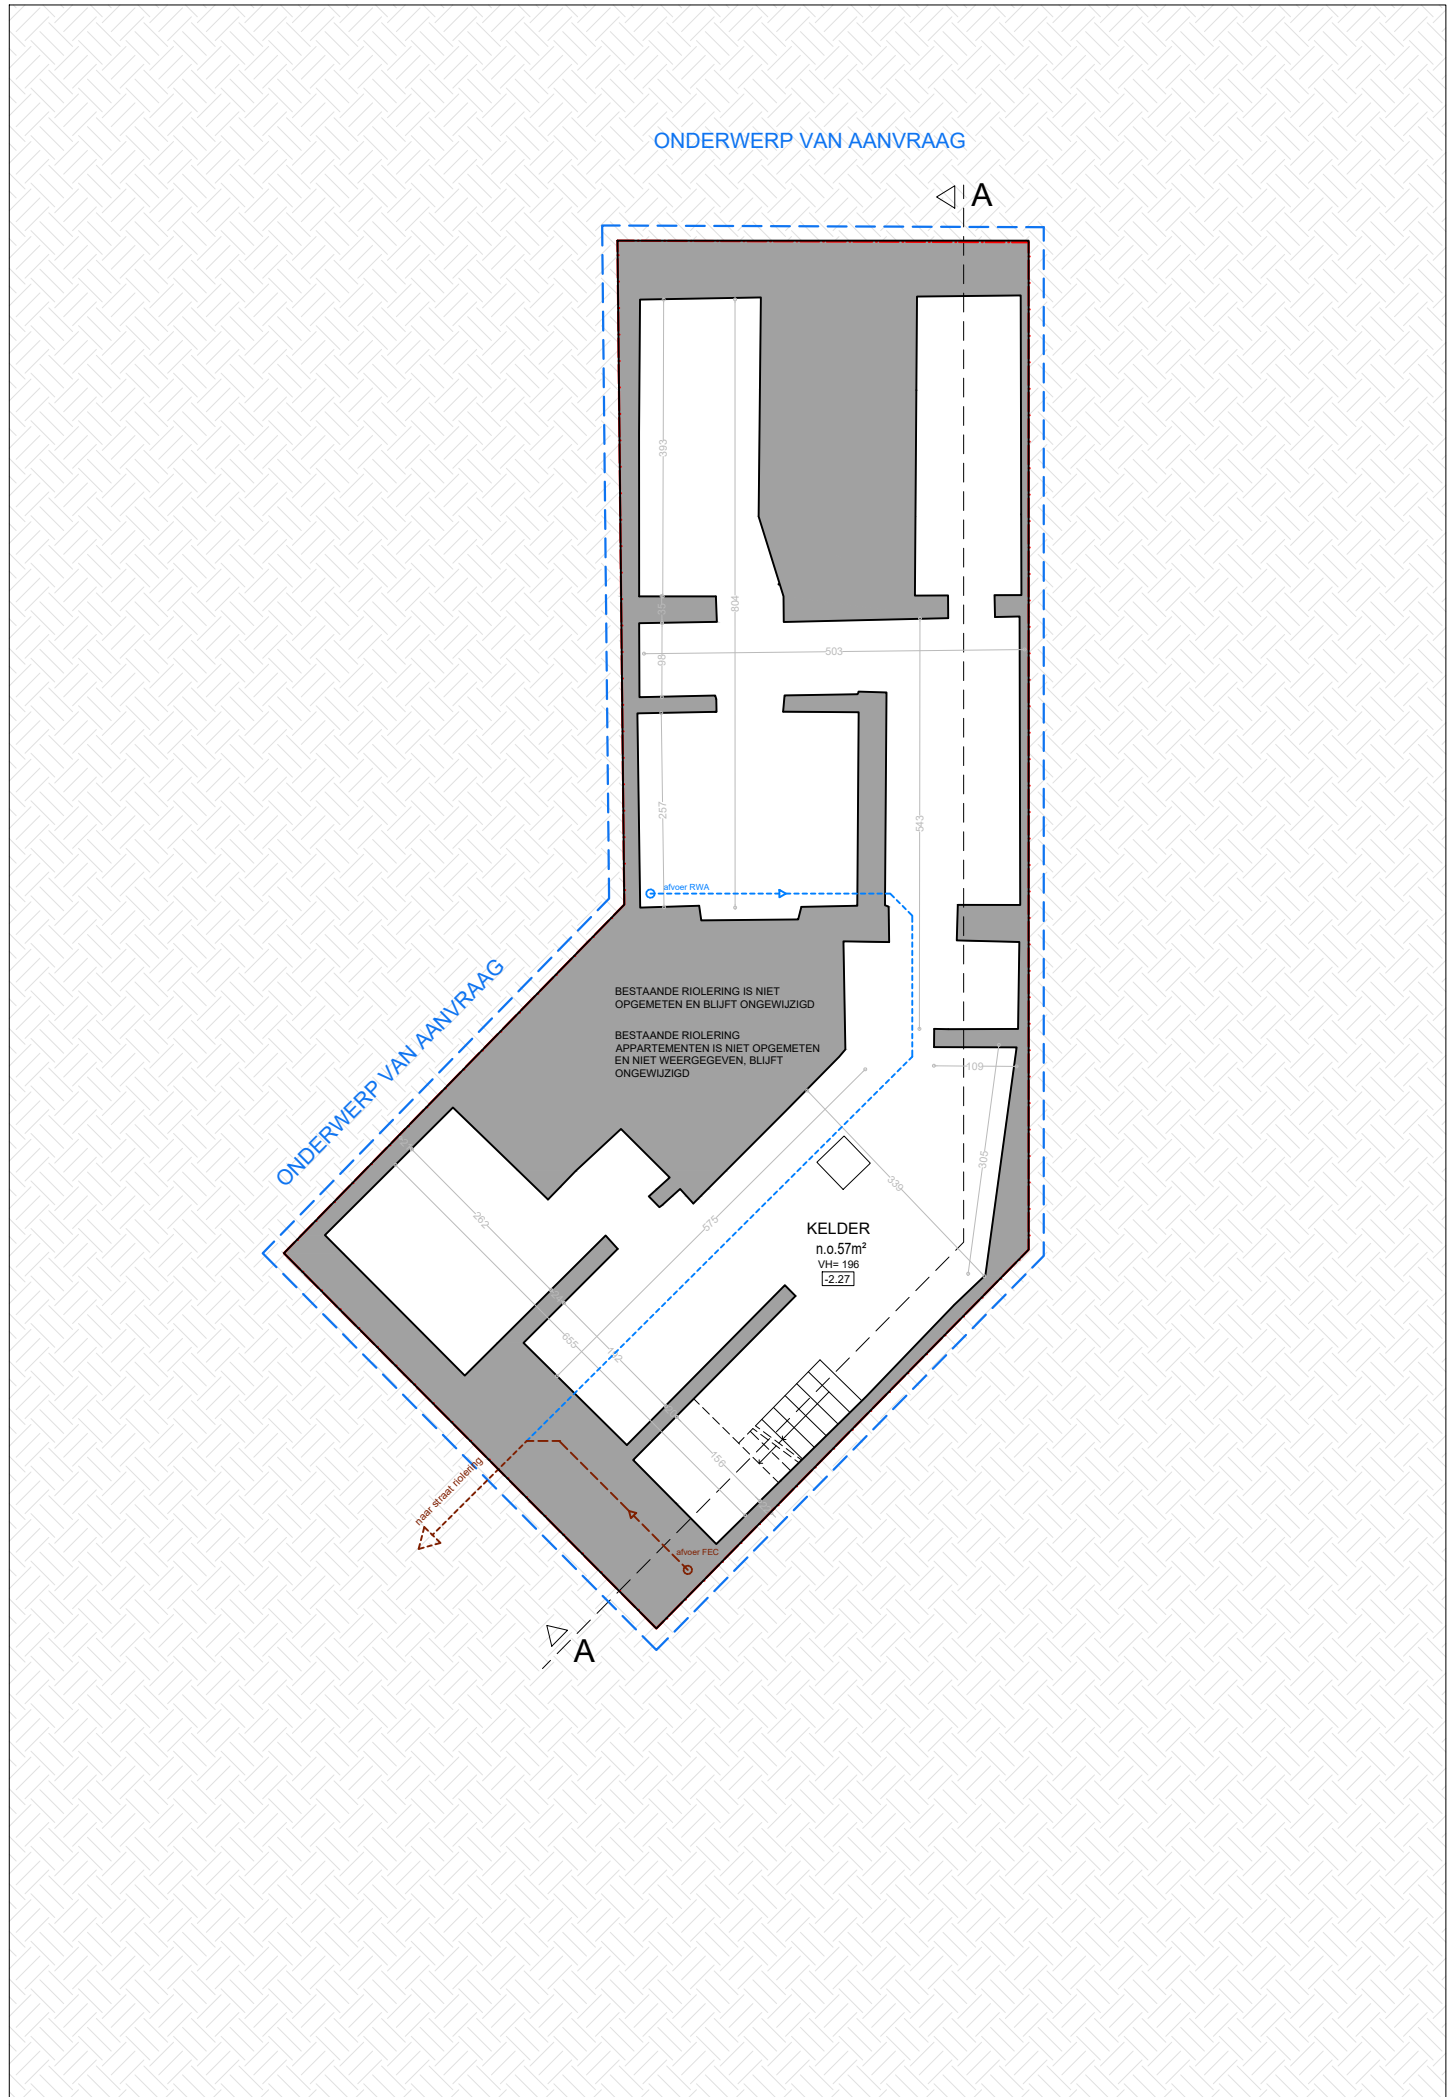 ONDERWERP VAN AANVRAAG
A
393
35
804
98
503
257
543
afvoer RWA
BESTAANDE RIOLERING IS NIET
OPGEMETEN EN BLIJFT ONGEWIJZIGD
BESTAANDE RIOLERING
APPARTEMENTEN IS NIET OPGEMETEN
EN NIET WEERGEGEVEN, BLIJFT
ONGEWIJZIGD
ONDERWERP VAN AANVRAAG
109
305
339
262
575
KELDER
n.o.57m²
VH= 196
-2.27
655
156
naar straat riolering
afvoer FEC
A